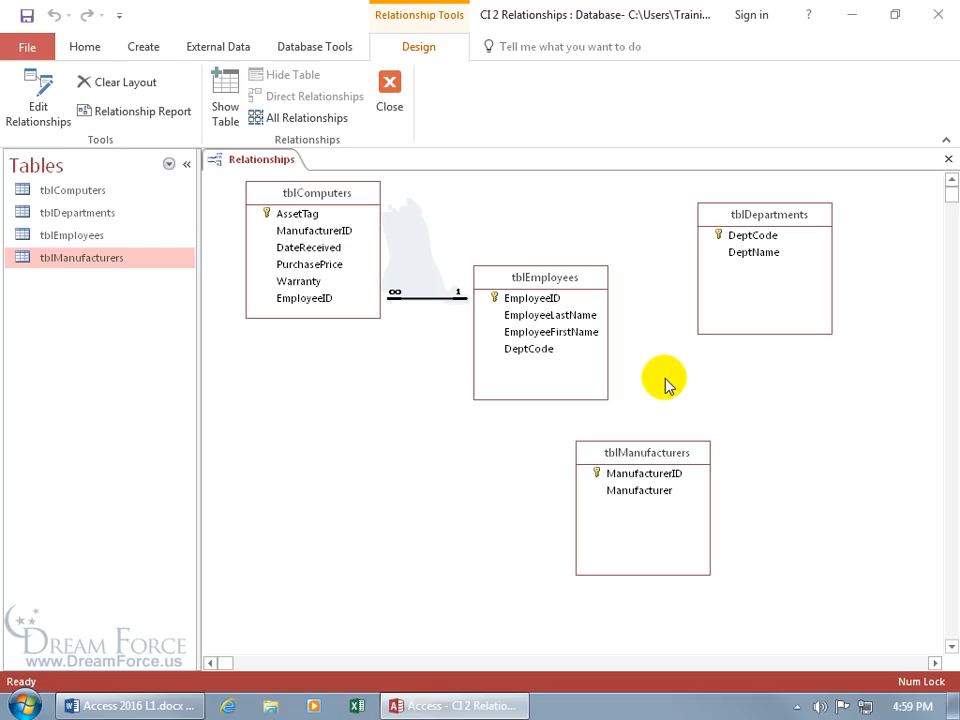 Relationship Tools
CI 2 Relationships : Database- C:\Users\Traini...
Sign in
?
File
Home
Create
External Data
Database Tools
Design
Tell me what you want to do
Edit Relationships
Clear Layout
Relationship Report
Tools
Show Table
Hide Table
Direct Relationships
All Relationships
Relationships
Close
Tables
tblComputers
tblDepartments
tblEmployees
tblManufacturers
Relationships
tblComputers
AssetTag
ManufacturerID
DateReceived
PurchasePrice
Warranty
EmployeeID
∞ 1
tblEmployees
EmployeeID
EmployeeLastName
EmployeeFirstName
DeptCode
tblDepartments
DeptCode
DeptName
tblManufacturers
ManufacturerID
Manufacturer
DREAM FORCE
www.DreamForce.us
Ready
Num Lock
Access 2016 L1.docx ...
Access - CI 2 Relatio...
4:59 PM